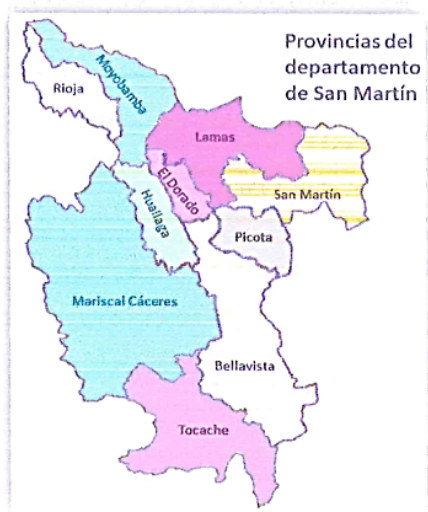 Provincias del
departamento
de San Martín
Moyobamba
Rioja
Lamas
El Dorado
San Martín
Huallaga
Picota
Mariscal Cáceres
Bellavista
Tocache